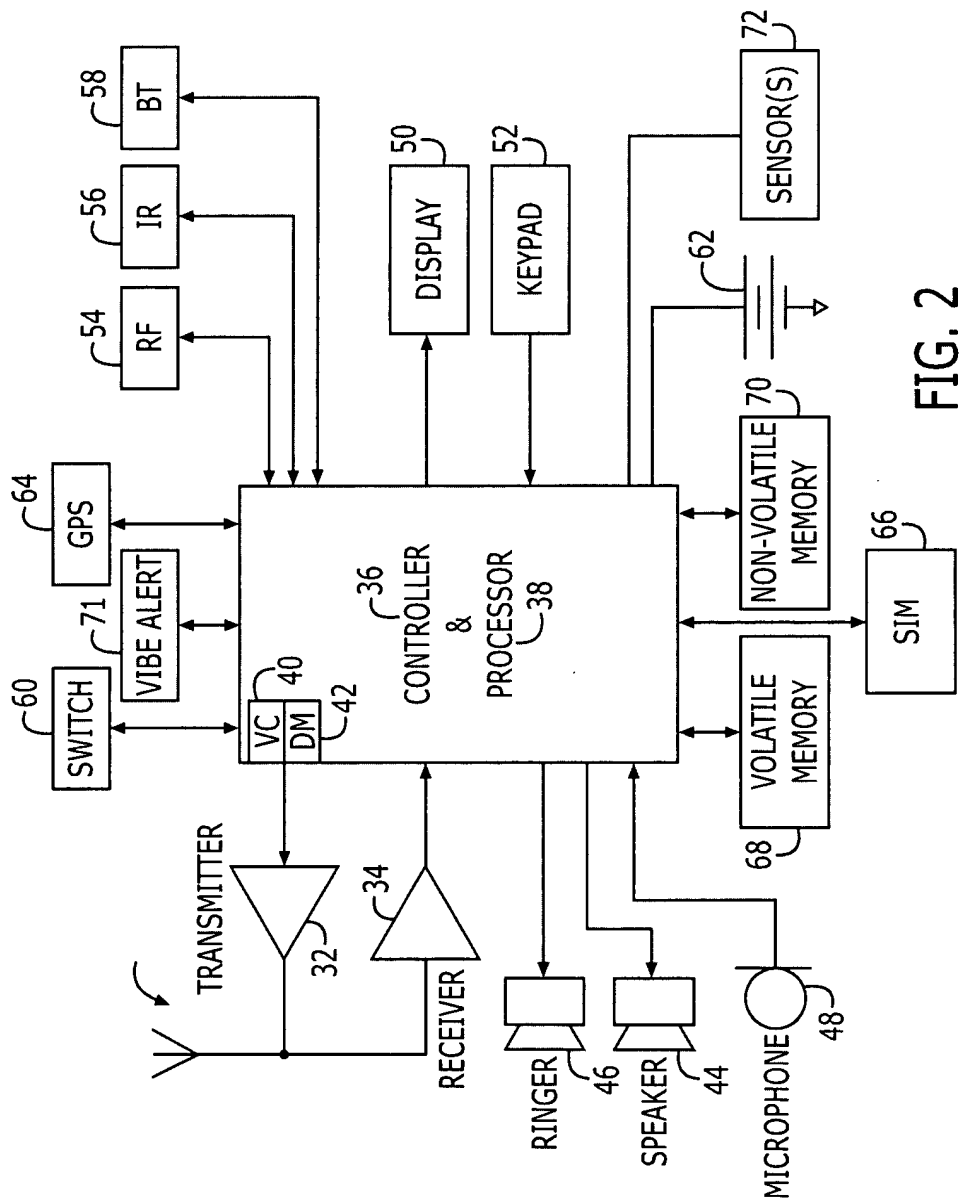 60
SWITCH
71
VIBE ALERT
64
GPS
54
RF
56
IR
58
BT
TRANSMITTER
32
VC
40
DM
42
34
RECEIVER
36
CONTROLLER
&
PROCESSOR
38
50
DISPLAY
52
KEYPAD
RINGER
46
SPEAKER
44
MICROPHONE
48
68
VOLATILE
MEMORY
66
SIM
70
NON-VOLATILE
MEMORY
62
72
SENSOR(S)
FIG. 2